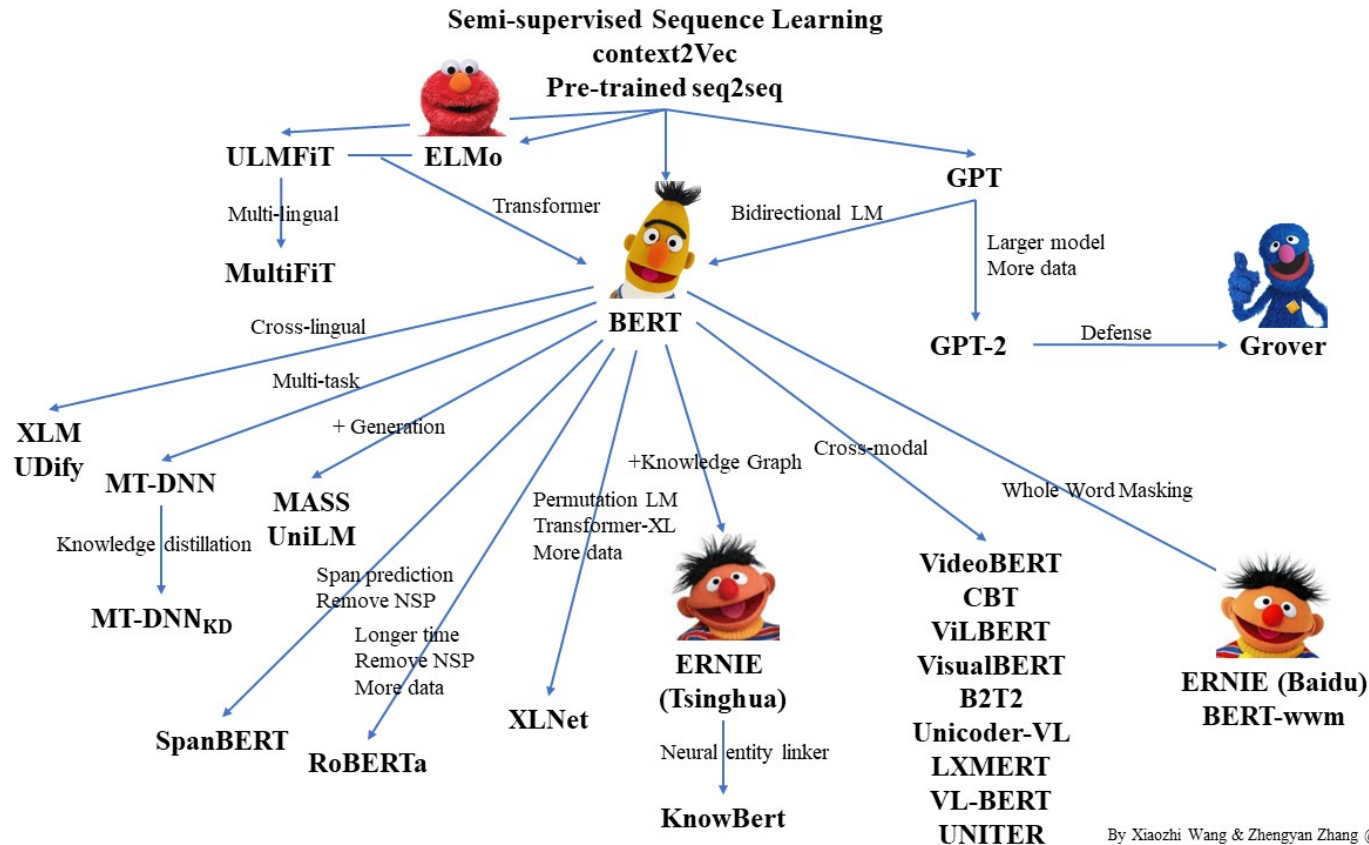 Semi-supervised Sequence Learning
context2Vec
Pre-trained seq2seq
ULMFiT
ELMo
GPT
Multi-lingual
Transformer
Bidirectional LM
Larger model
More data
MultiFiT
BERT
GPT-2
Defense
Grover
Cross-lingual
Multi-task
+ Generation
+Knowledge Graph
Cross-modal
Whole Word Masking
XLM
UDify
MT-DNN
MASS
UniLM
Permutation LM
Transformer-XL
More data
Knowledge distillation
MT-DNNKD
Span prediction
Remove NSP
Longer time
Remove NSP
More data
SpanBERT
RoBERTa
XLNet
ERNIE
(Tsinghua)
Neural entity linker
KnowBert
VideoBERT
CBT
ViLBERT
VisualBERT
B2T2
Unicoder-VL
LXMERT
VL-BERT
UNITER
ERNIE (Baidu)
BERT-wwm
By Xiaozhi Wang & Zhengyan Zhang @